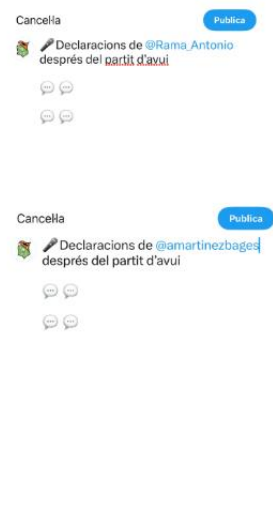 Cancel·la
Publica
🎤Declaracions de @Rama_Antonio
després del partit d'avui
💬 💬
💬 💬
Cancel·la
Publica
🎤Declaracions de @amartinezbages
després del partit d'avui
💬 💬
💬 💬